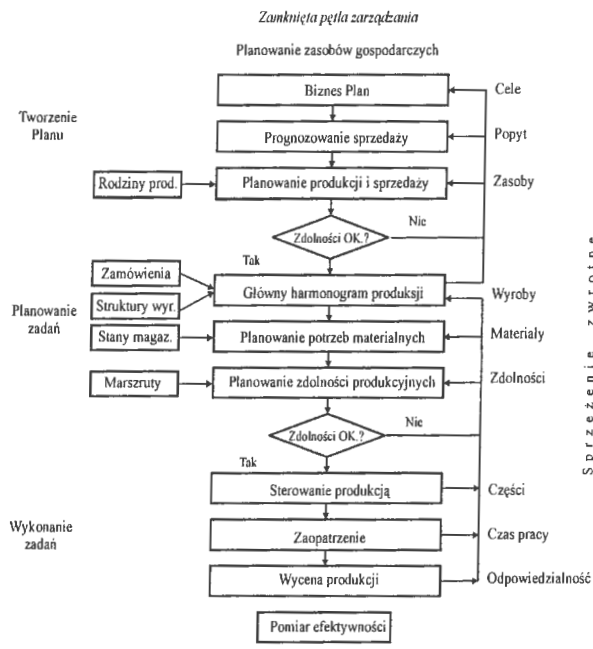 Zamknięta pętla zarządzania
Planowanie zasobów gospodarczych
Biznes Plan
Cele
Tworzenie
Planu
Prognozowanie sprzedaży
Popyt
Rodziny prod.
Planowanie produkcji i sprzedaży
Zasoby
Zdolności OK.?
Nie
Tak
Zamówienia
Struktury wyr.
Główny harmonogram produksji
Wyroby
Planowanie
zadań
Stany magaz.
Planowanie potrzeb materialnych
Materiały
Marszruty
Planowanie zdolności produkcyjnych
Zdolności
Zdolności OK.?
Nie
Tak
Sterowanie produkcją
Części
Wykonanie
zadań
Zaopatrzenie
Czas pracy
Wycena produkcji
Odpowiedzialność
Pomiar efektywności
Sprzężenie zwrotne